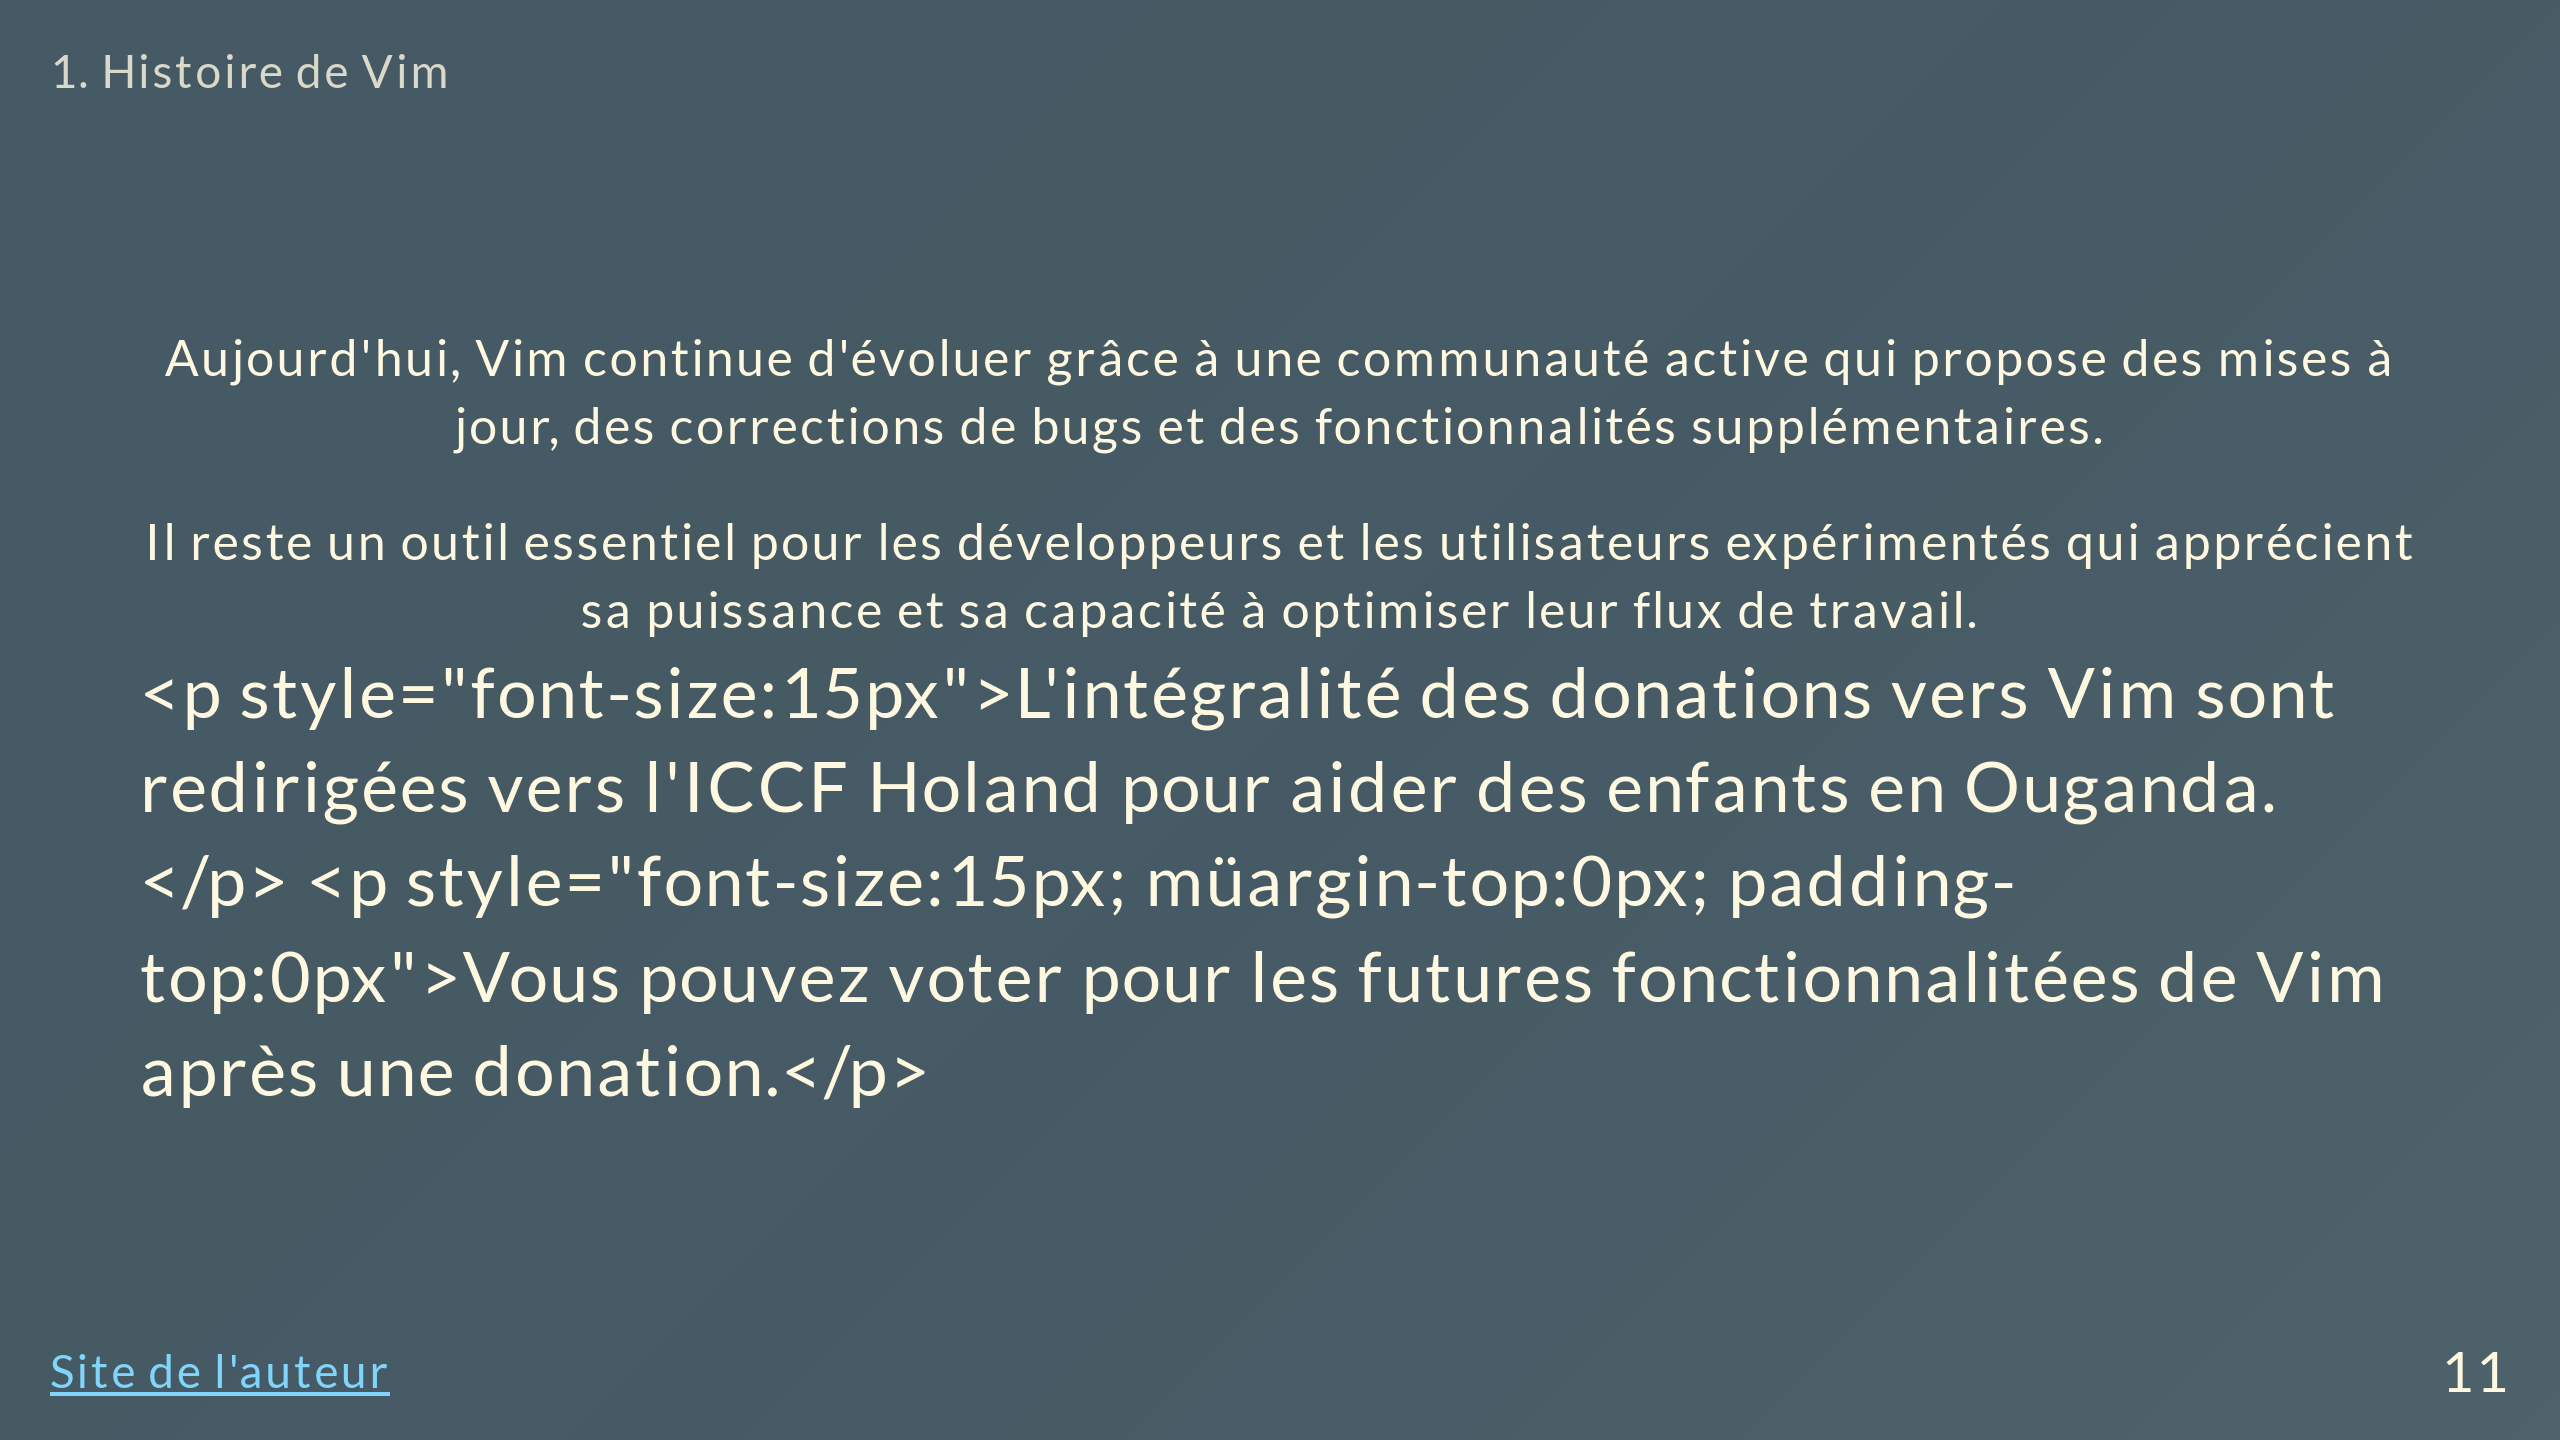 1. Histoire de Vim
Aujourd'hui, Vim continue d'évoluer grâce à une communauté active qui propose des mises à
jour, des corrections de bugs et des fonctionnalités supplémentaires.
Il reste un outil essentiel pour les développeurs et les utilisateurs expérimentés qui apprécient
sa puissance et sa capacité à optimiser leur flux de travail.
<p style="font-size:15px">L'intégralité des donations vers Vim sont
redirigées vers l'ICCF Holand pour aider des enfants en Ouganda.
</p> <p style="font-size:15px; müargin-top:0px; padding-
top:0px">Vous pouvez voter pour les futures fonctionnalitées de Vim
après une donation.</p>
Site de l'auteur
11